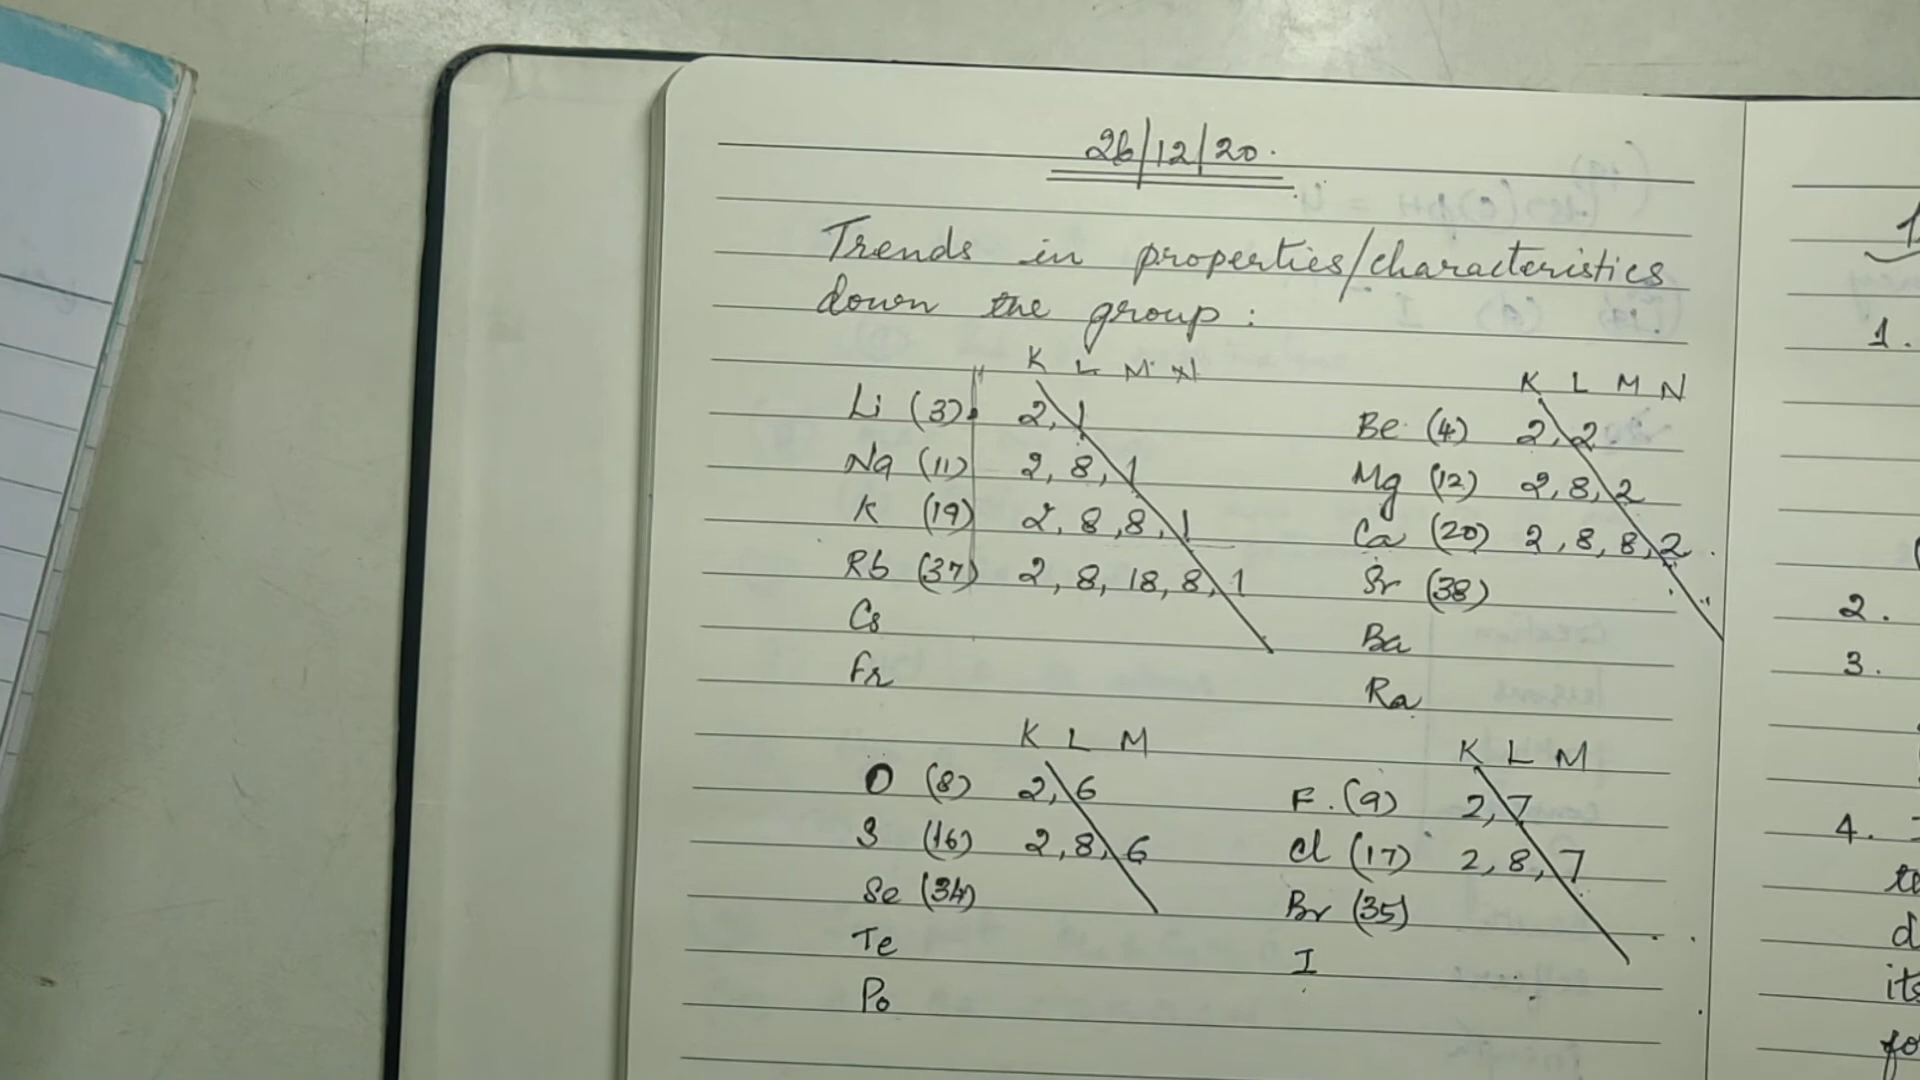 26/12/20.
Trends in properties/characteristics
down the group :
K L M N
Li (3) 2, 1
Na (11) 2, 8, 1
K (19) 2, 8, 8, 1
Rb (37) 2, 8, 18, 8, 1
Cs
Fr
K L M N
Be (4) 2, 2
Mg (12) 2, 8, 2
Ca (20) 2, 8, 8, 2
Sr (38)
Ba
Ra
K L M
O (8) 2, 6
S (16) 2, 8, 6
Se (34)
Te
Po
K L M
F. (9) 2, 7
Cl (17) 2, 8, 7
Br (35)
I
1.
2.
3.
4.
d
its
fo